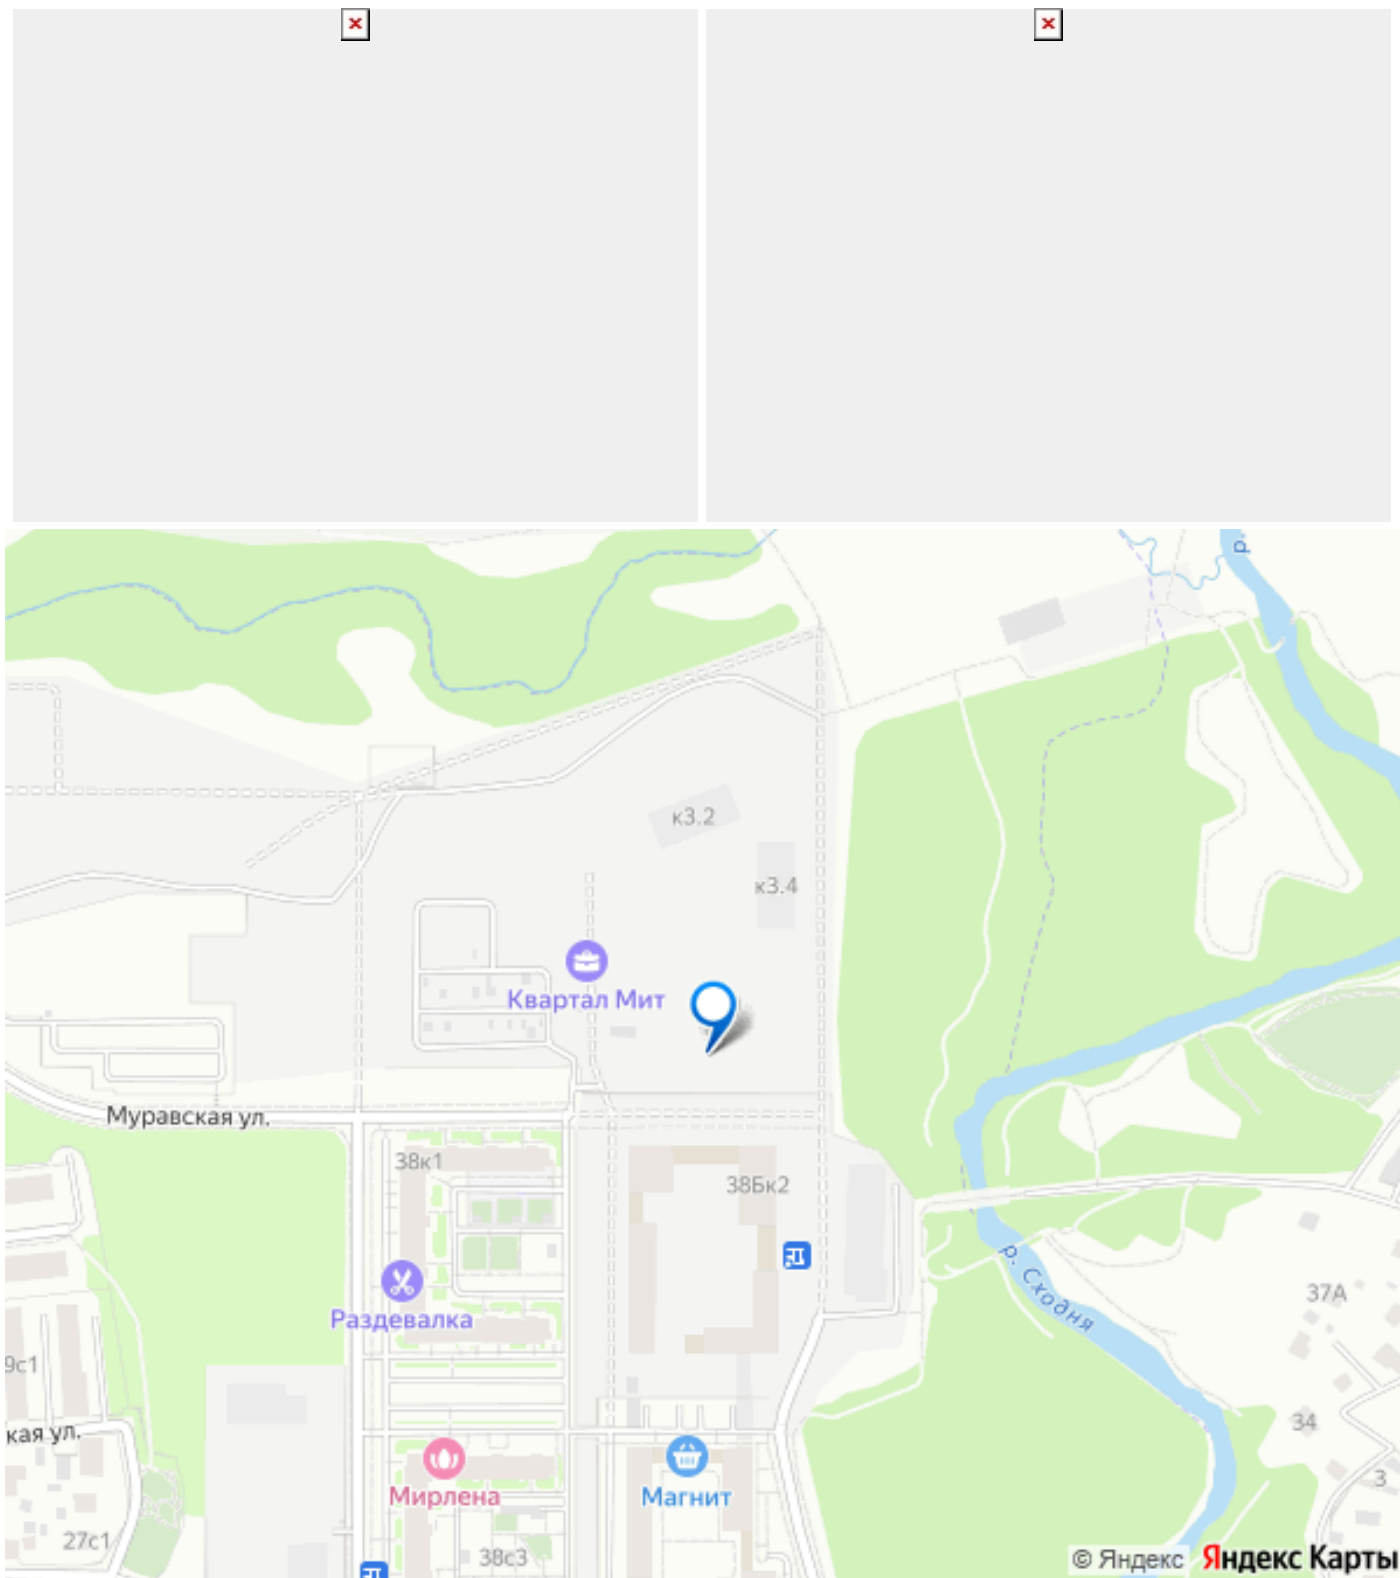 р.
к3.2
к3.4
Квартал Мит
Муравская ул.
38к1
38Бк2
р. Сходня
37А
Раздевалка
9с1
34
кая ул.
Мирлена
Магнит
3
27с1
38с3
© Яндекс Яндекс Карты